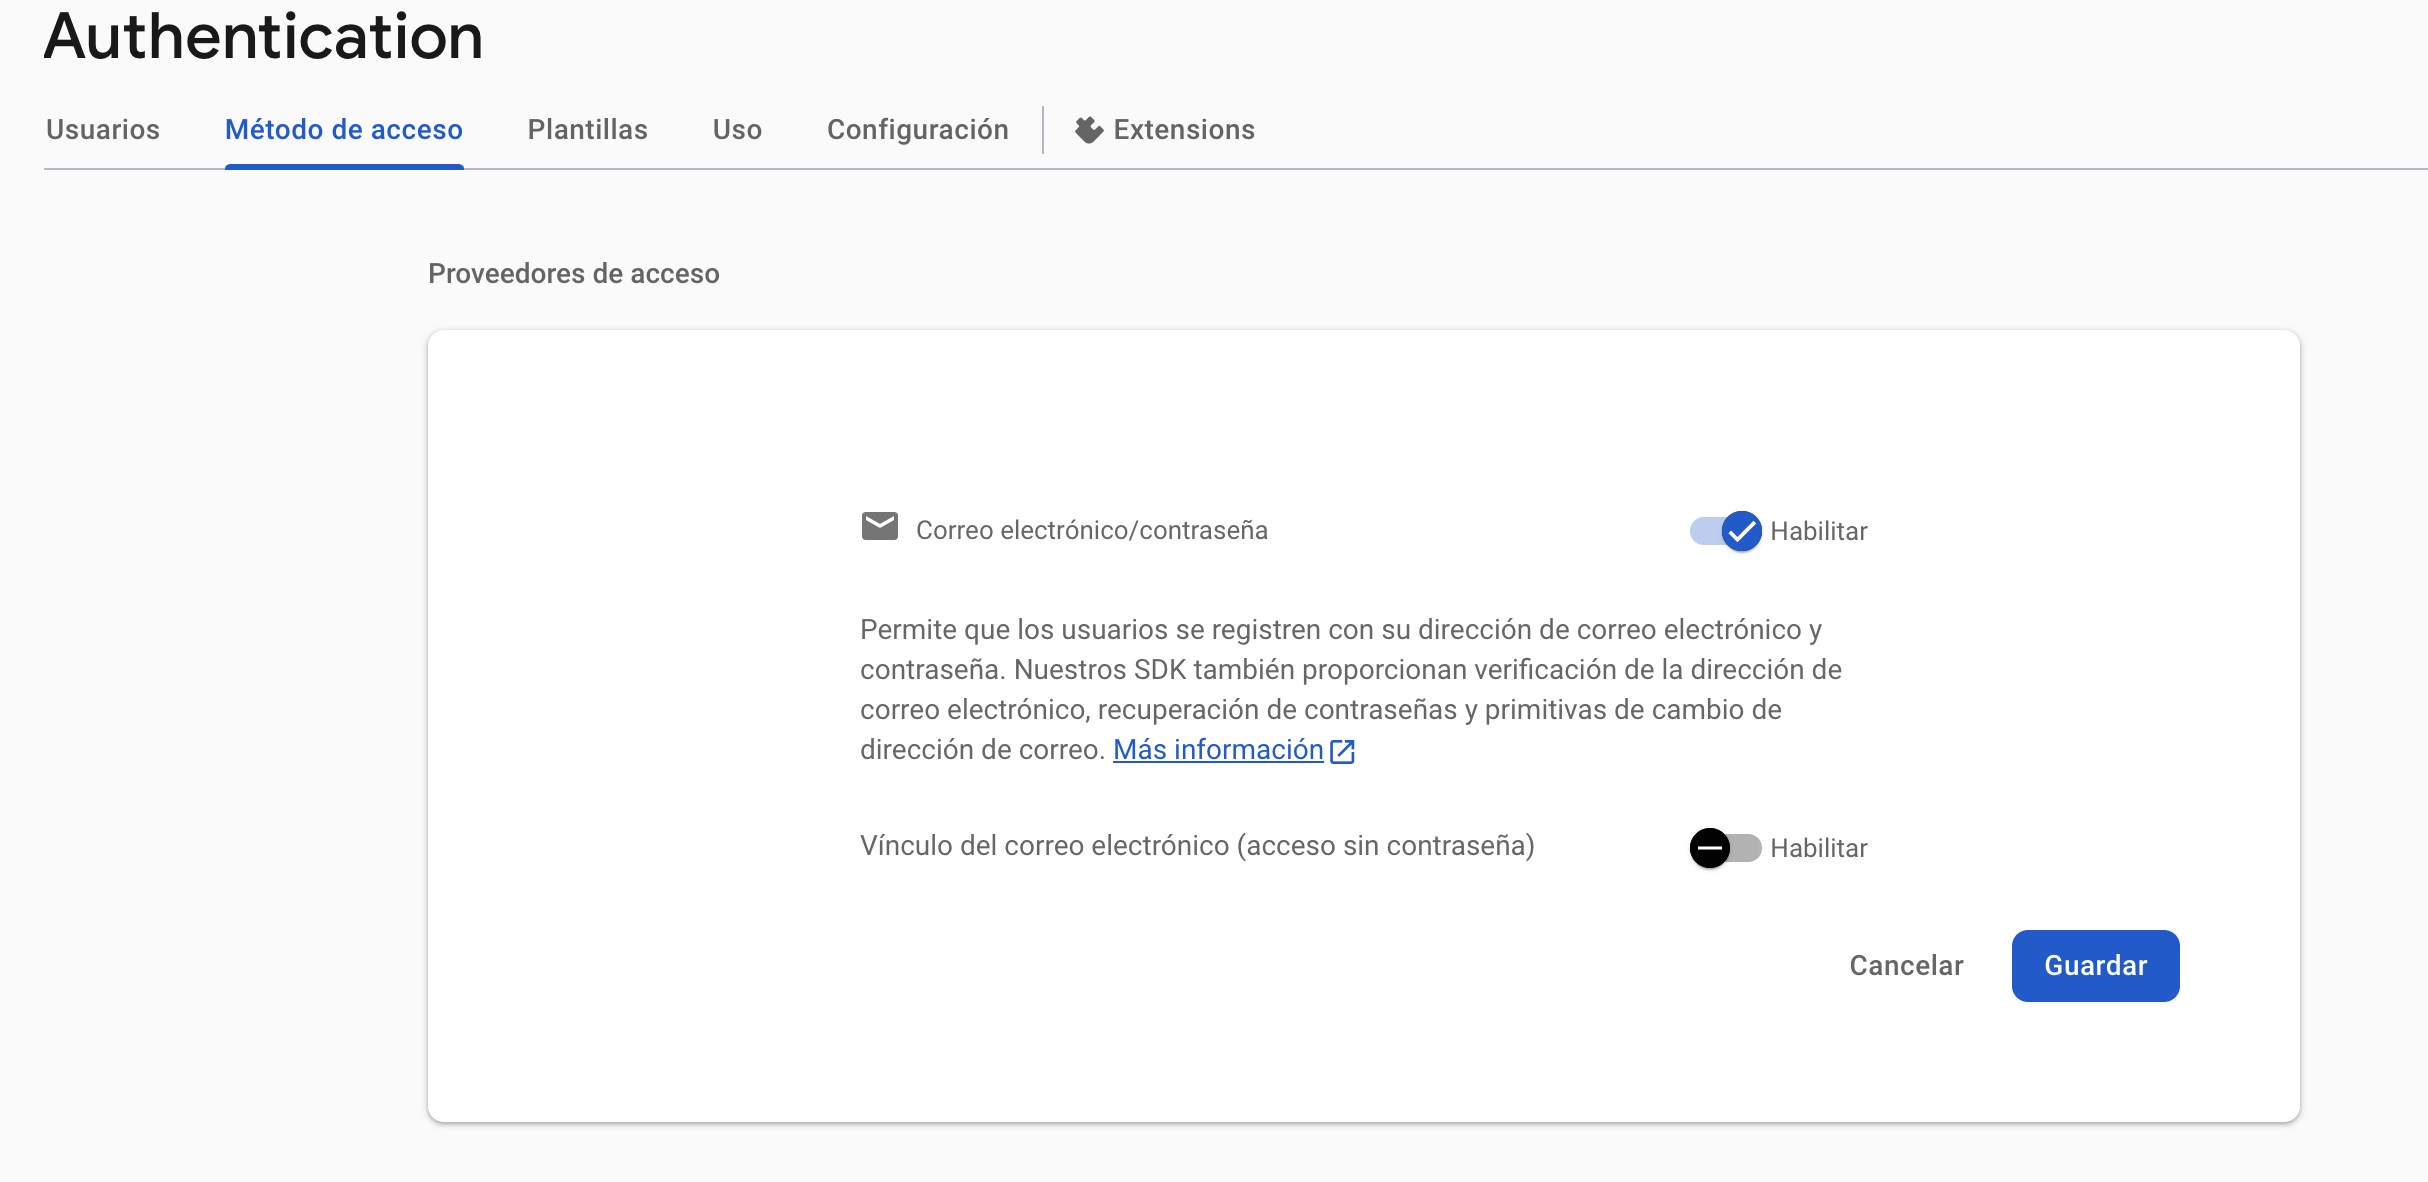 Authentication
Usuarios Método de acceso Plantillas Uso Configuración Extensions
Proveedores de acceso
Correo electrónico/contraseña Habilitar
Permite que los usuarios se registren con su dirección de correo electrónico y
contraseña. Nuestros SDK también proporcionan verificación de la dirección de
correo electrónico, recuperación de contraseñas y primitivas de cambio de
dirección de correo. Más información
Vínculo del correo electrónico (acceso sin contraseña) Habilitar
Cancelar Guardar